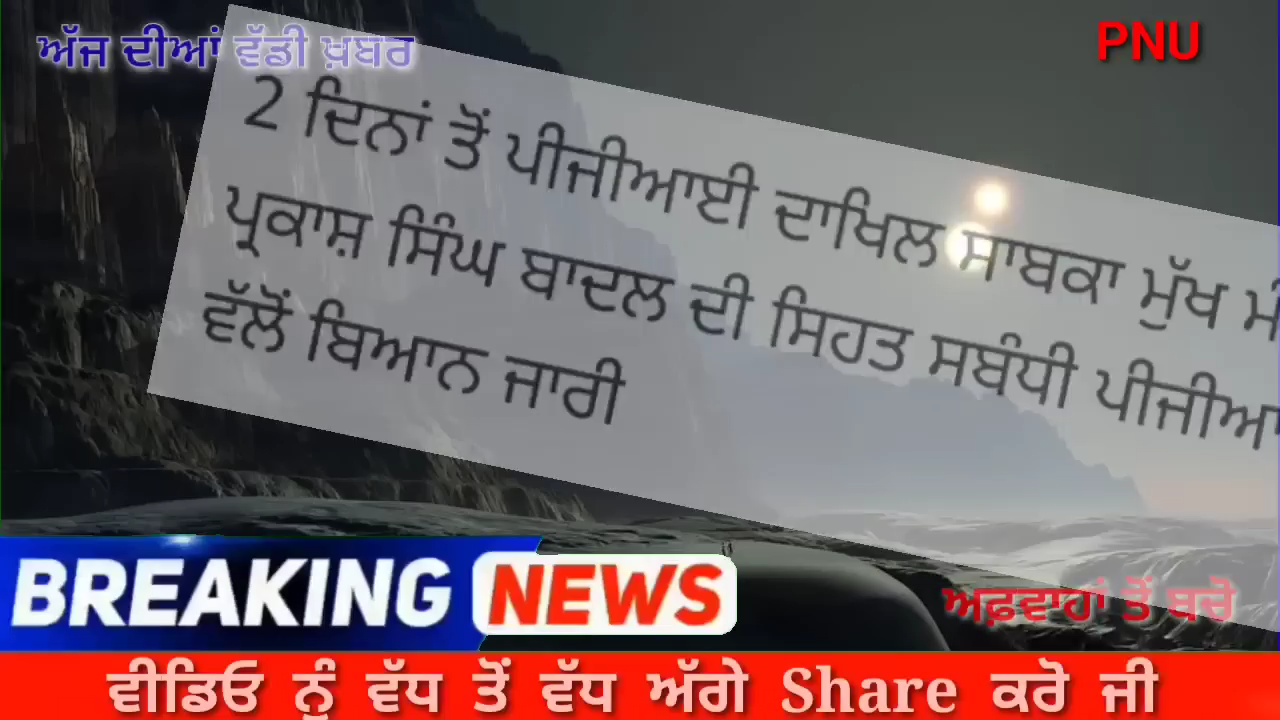 ਅੱਜ ਦੀਆਂ ਵੱਡੀ ਖ਼ਬਰ
PNU
2 ਦਿਨਾਂ ਤੋਂ ਪੀਜੀਆਈ ਦਾਖਿਲ ਸਾਬਕਾ ਮੁੱਖ
ਪ੍ਰਕਾਸ਼ ਸਿੰਘ ਬਾਦਲ ਦੀ ਸਿਹਤ ਸਬੰਧੀ ਪੀਜੀਆ
ਵੱਲੋਂ ਬਿਆਨ ਜਾਰੀ
BREAKING NEWS
ਅਫ਼ਵਾਹਾਂ ਤੋਂ ਬਚੋ
ਵੀਡਿਓ ਨੂੰ ਵੱਧ ਤੋਂ ਵੱਧ ਅੱਗੇ Share ਕਰੋ ਜੀ